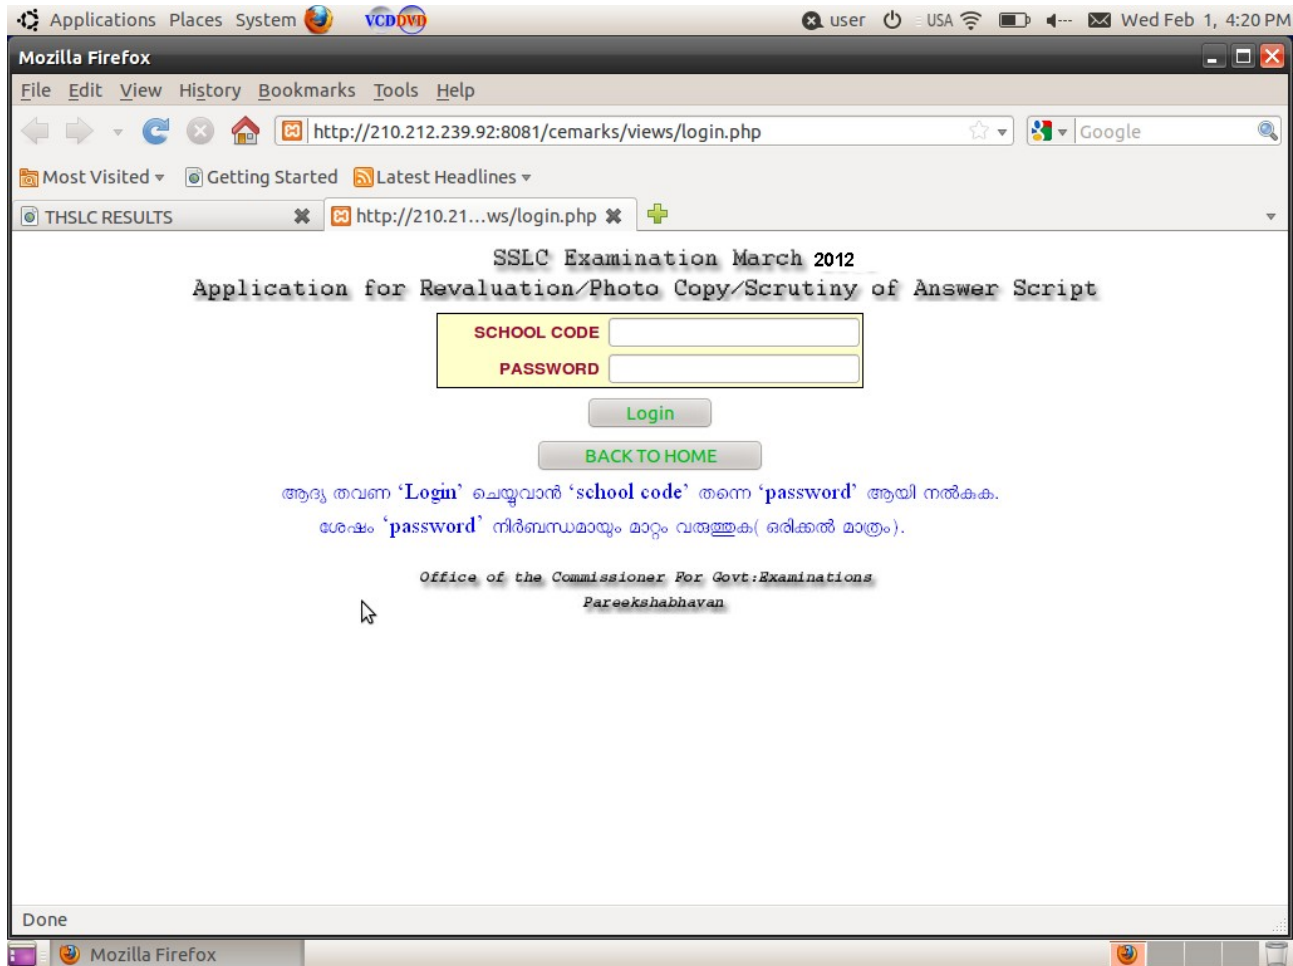 Applications Places System VCD DVD user USA Wed Feb 1, 4:20 PM
Mozilla Firefox
File Edit View History Bookmarks Tools Help
http://210.212.239.92:8081/cemarks/views/login.php Google
Most Visited Getting Started Latest Headlines
THSLC RESULTS http://210.21...ws/login.php
SSLC Examination March 2012
Application for Revaluation/Photo Copy/Scrutiny of Answer Script
SCHOOL CODE
PASSWORD
Login
BACK TO HOME
ആദ്യ തവണ ‘Login’ ചെയ്യുവാൻ ‘school code’ തന്നെ ‘password’ ആയി നൽകുക.
ശേഷം ‘password’ നിർബന്ധമായും മാറ്റം വരുത്തുക( ഒരിക്കൽ മാത്രം).
Office of the Commissioner For Govt:Examinations
Pareekshabhavan
Done
Mozilla Firefox